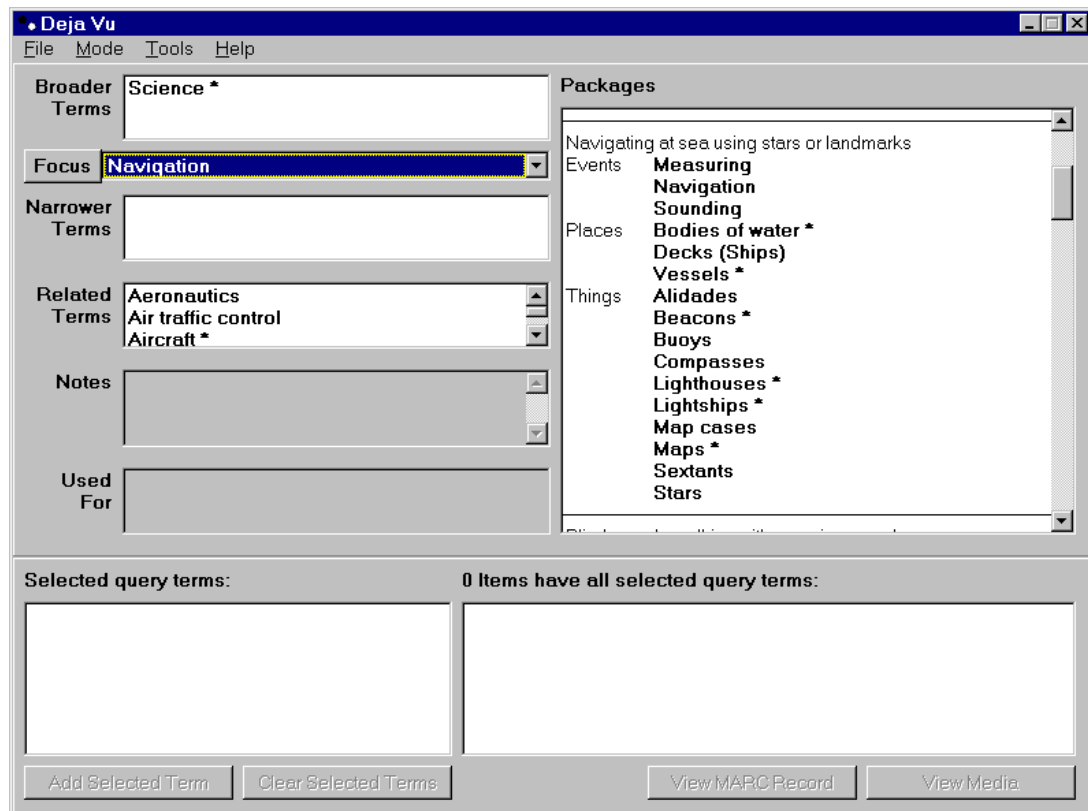 Deja Vu
File Mode Tools Help
Broader Terms
Science *
Focus
Navigation
Narrower Terms
Related Terms
Aeronautics
Air traffic control
Aircraft *
Notes
Used For
Packages
Navigating at sea using stars or landmarks
Events Measuring
Navigation
Sounding
Places Bodies of water *
Decks (Ships)
Vessels *
Things Alidades
Beacons *
Buoys
Compasses
Lighthouses *
Lightships *
Map cases
Maps *
Sextants
Stars
Selected query terms:
0 Items have all selected query terms:
Add Selected Term
Clear Selected Terms
View MARC Record
View Media